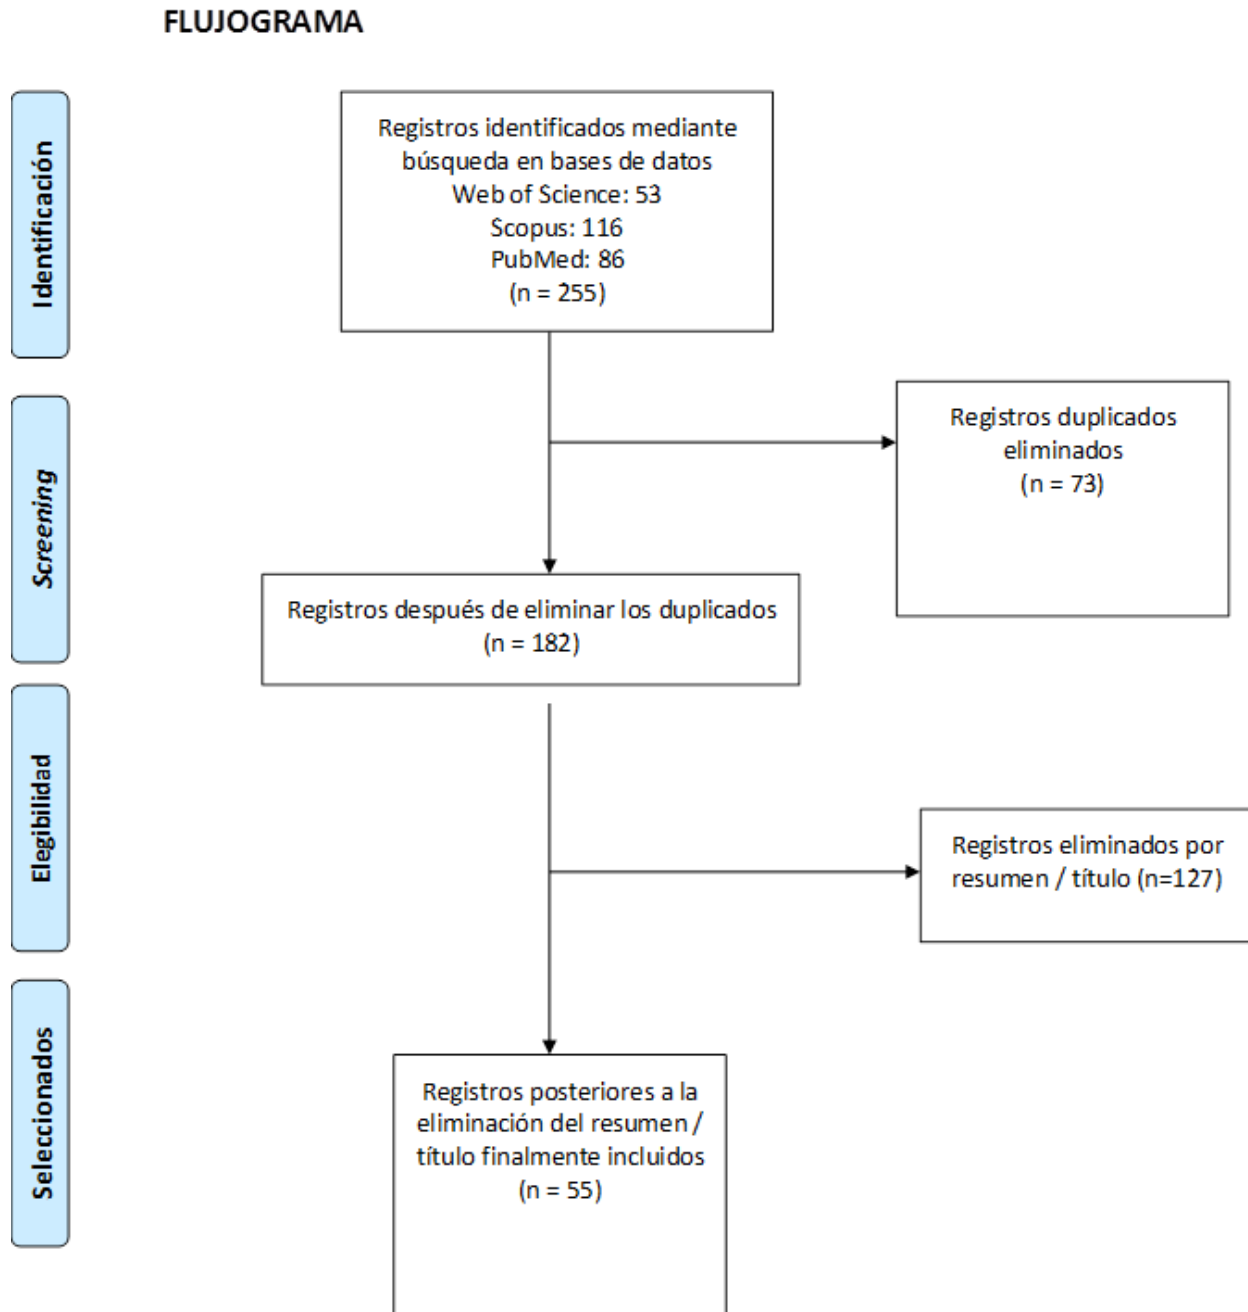 FLUJOGRAMA
Identificación
Registros identificados mediante
búsqueda en bases de datos
Web of Science: 53
Scopus: 116
PubMed: 86
(n = 255)
Screening
Registros duplicados
eliminados
(n = 73)
Registros después de eliminar los duplicados
(n = 182)
Elegibilidad
Registros eliminados por
resumen / título (n=127)
Seleccionados
Registros posteriores a la
eliminación del resumen /
título finalmente incluidos
(n = 55)